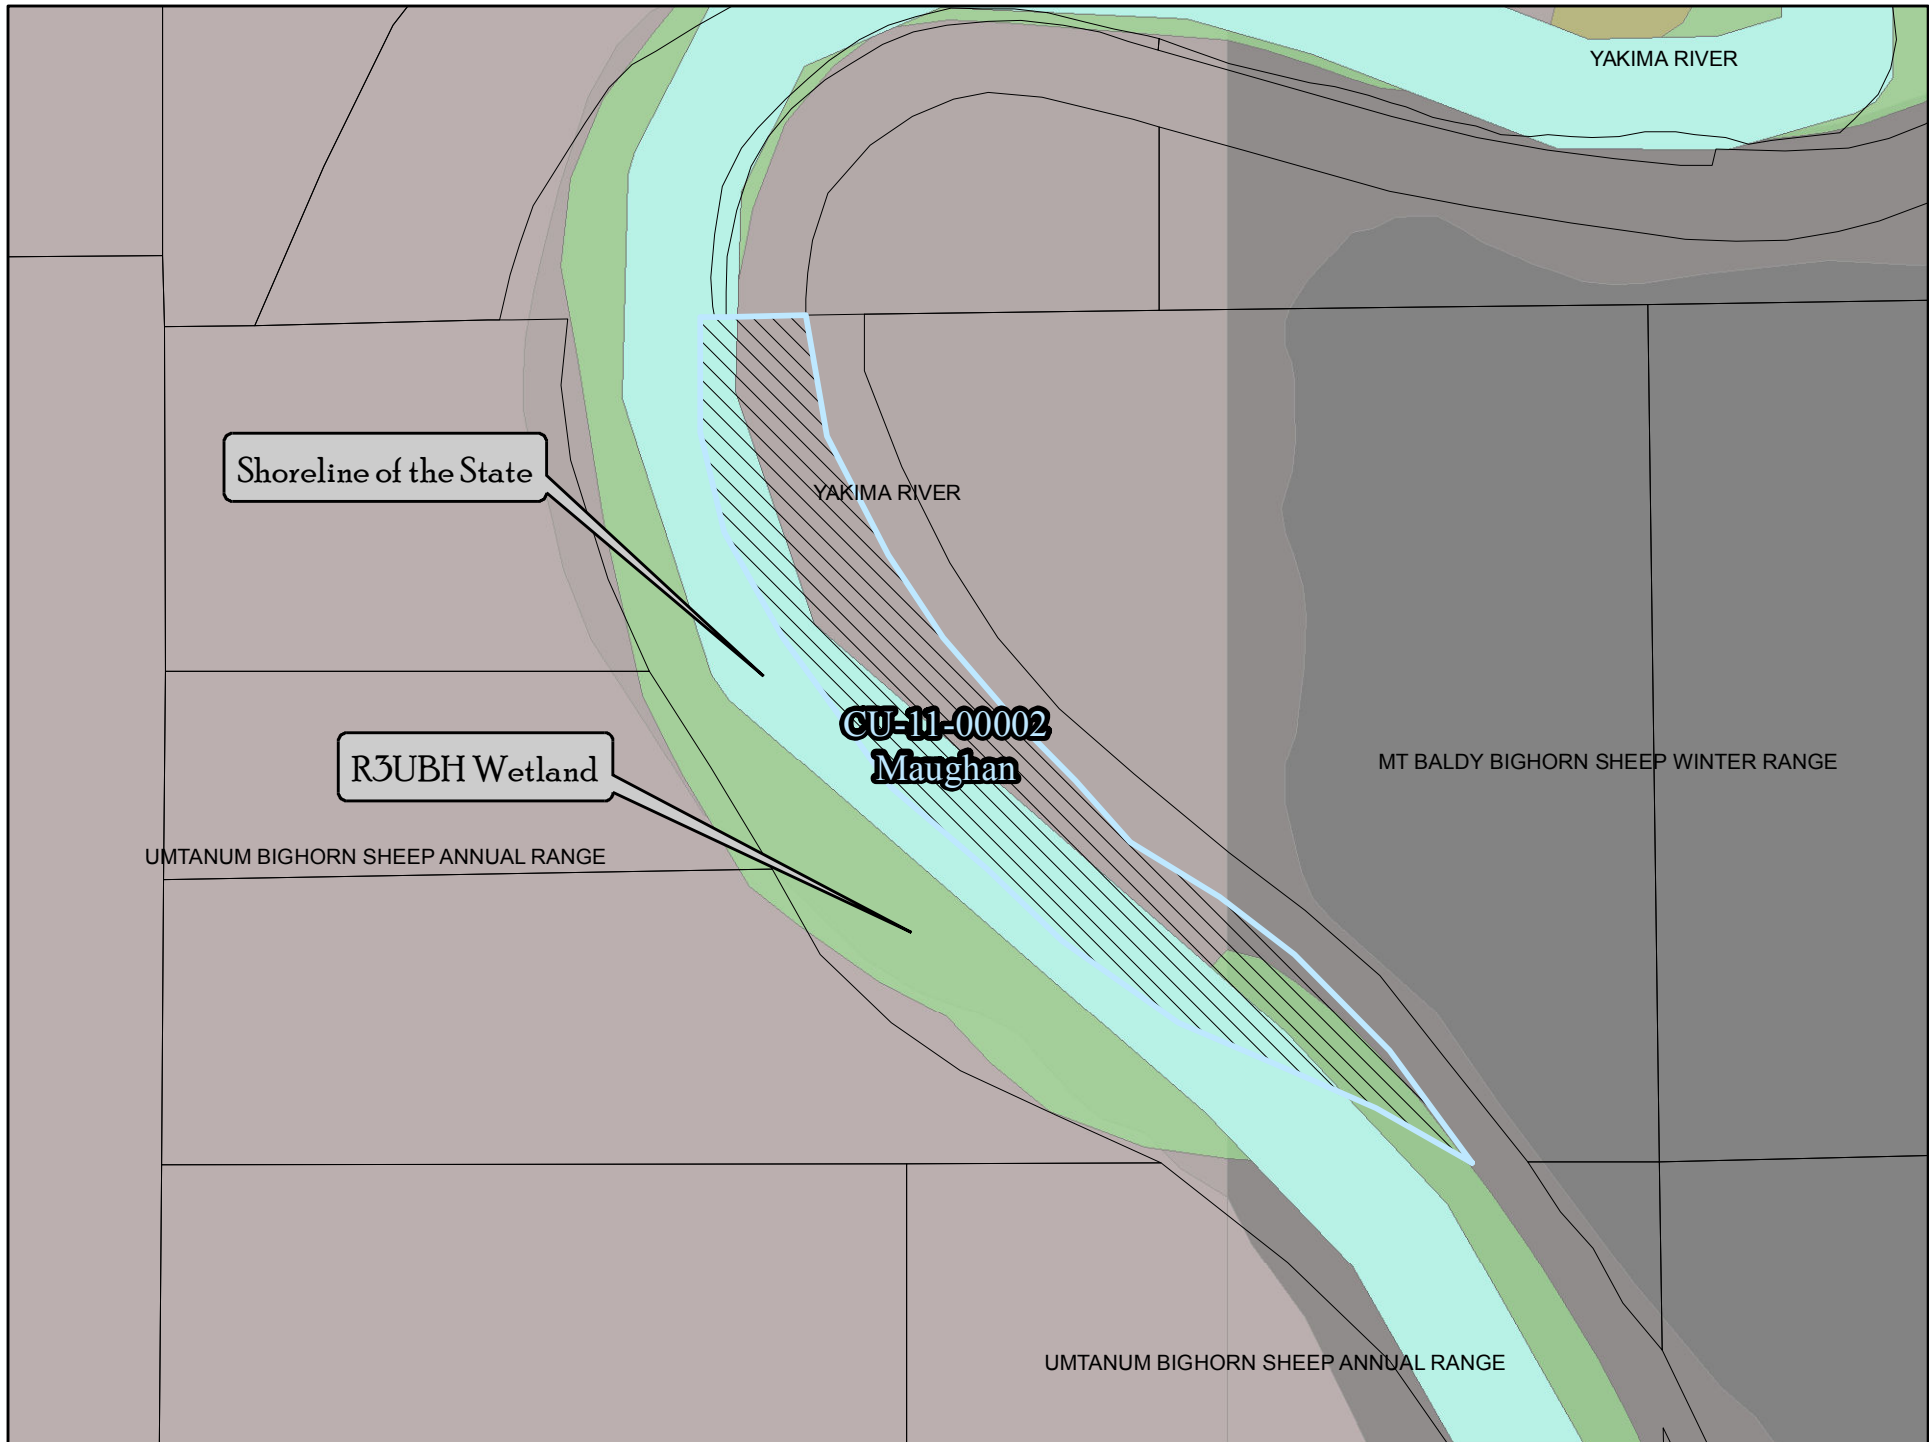 YAKIMA RIVER
Shoreline of the State
YAKIMA RIVER
CU-11-00002
Maughan
R3UBH Wetland
MT BALDY BIGHORN SHEEP WINTER RANGE
UMTANUM BIGHORN SHEEP ANNUAL RANGE
UMTANUM BIGHORN SHEEP ANNUAL RANGE